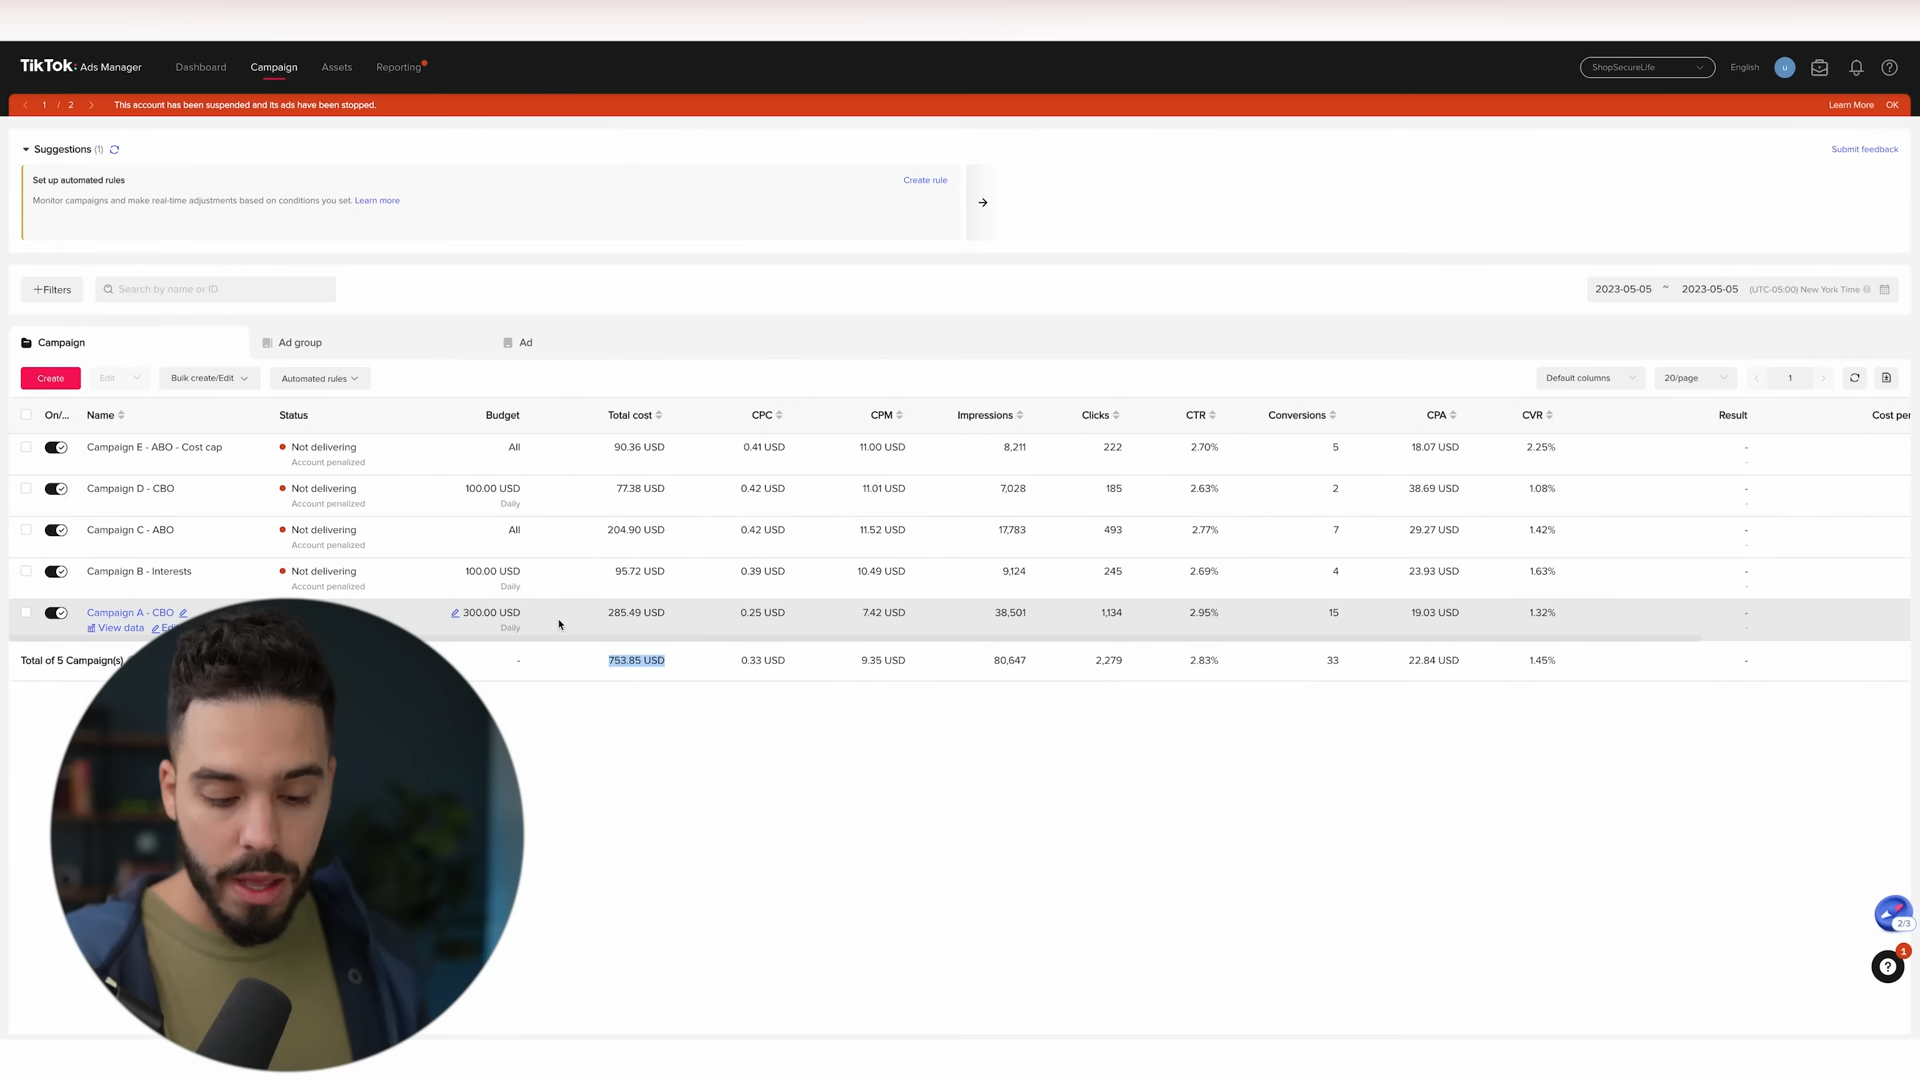 TikTok: Ads Manager Dashboard Campaign Assets Reporting ShopSecureLife English u
1 / 2 This account has been suspended and its ads have been stopped. Learn More OK
Suggestions (1) Submit feedback
Set up automated rules Create rule
Monitor campaigns and make real-time adjustments based on conditions you set. Learn more
+Filters Search by name or ID 2023-05-05 ~ 2023-05-05 (UTC-05:00) New York Time
Campaign Ad group Ad
Create Edit Bulk create/Edit Automated rules Default columns 20/page 1
On/... Name Status Budget Total cost CPC CPM Impressions Clicks CTR Conversions CPA CVR Result Cost per
Campaign E - ABO - Cost cap Not delivering All 90.36 USD 0.41 USD 11.00 USD 8,211 222 2.70% 5 18.07 USD 2.25% -
Account penalized -
Campaign D - CBO Not delivering 100.00 USD 77.38 USD 0.42 USD 11.01 USD 7,028 185 2.63% 2 38.69 USD 1.08% -
Account penalized Daily -
Campaign C - ABO Not delivering All 204.90 USD 0.42 USD 11.52 USD 17,783 493 2.77% 7 29.27 USD 1.42% -
Account penalized -
Campaign B - Interests Not delivering 100.00 USD 95.72 USD 0.39 USD 10.49 USD 9,124 245 2.69% 4 23.93 USD 1.63% -
Account penalized Daily -
Campaign A - CBO 300.00 USD 285.49 USD 0.25 USD 7.42 USD 38,501 1,134 2.95% 15 19.03 USD 1.32% -
View data Edi Daily -
Total of 5 Campaign(s) - 753.85 USD 0.33 USD 9.35 USD 80,647 2,279 2.83% 33 22.84 USD 1.45% -
2/3
1